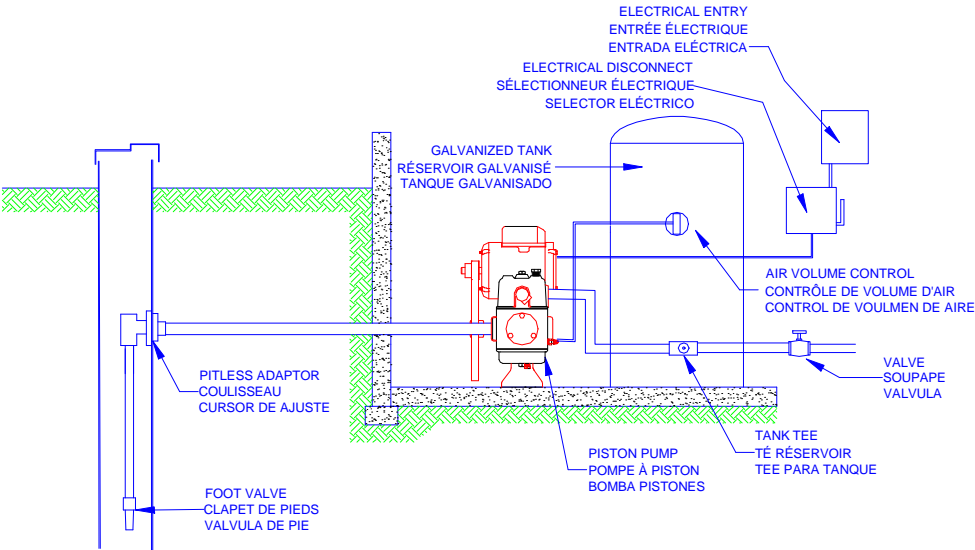 ELECTRICAL ENTRY
ENTRÉE ÉLECTRIQUE
ENTRADA ELÉCTRICA
ELECTRICAL DISCONNECT
SÉLECTIONNEUR ÉLECTRIQUE
SELECTOR ELÉCTRICO
GALVANIZED TANK
RÉSERVOIR GALVANISÉ
TANQUE GALVANISADO
AIR VOLUME CONTROL
CONTRÔLE DE VOLUME D'AIR
CONTROL DE VOULMEN DE AIRE
PITLESS ADAPTOR
COULISSEAU
CURSOR DE AJUSTE
VALVE
SOUPAPE
VALVULA
PISTON PUMP
POMPE À PISTON
BOMBA PISTONES
TANK TEE
TÉ RÉSERVOIR
TEE PARA TANQUE
FOOT VALVE
CLAPET DE PIEDS
VALVULA DE PIE